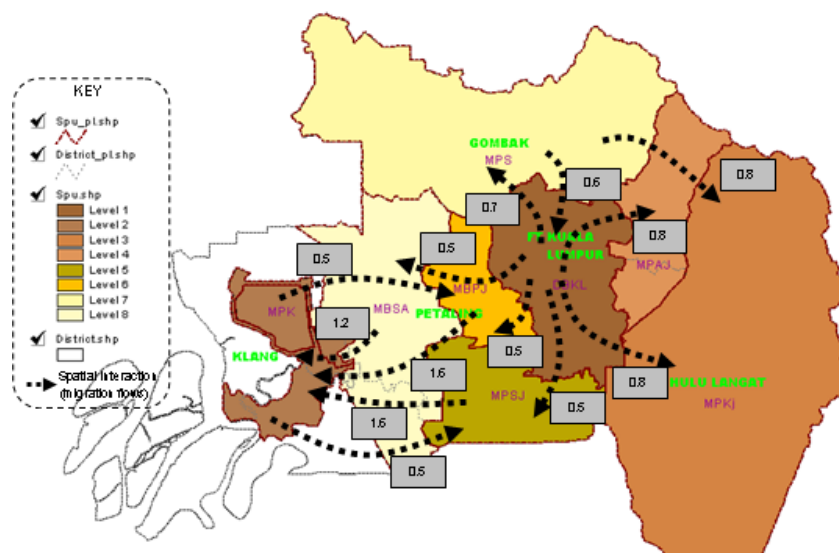 KEY
Spu_pl.shp
District_pl.shp
Spu.shp
Level 1
Level 2
Level 3
Level 4
Level 5
Level 6
Level 7
Level 8
District.shp
Spatial Interaction
(migration flows)
GOMBAK
MPS
0.6
0.8
0.7
FT KUALA
LUMPUR
0.8
MPAJ
0.5
0.5
MBPJ
DBKL
MPK
MBSA
PETALING
1.2
KLANG
0.5
1.6
0.8
HULU LANGAT
MPSJ
MPKj
0.5
1.6
0.5